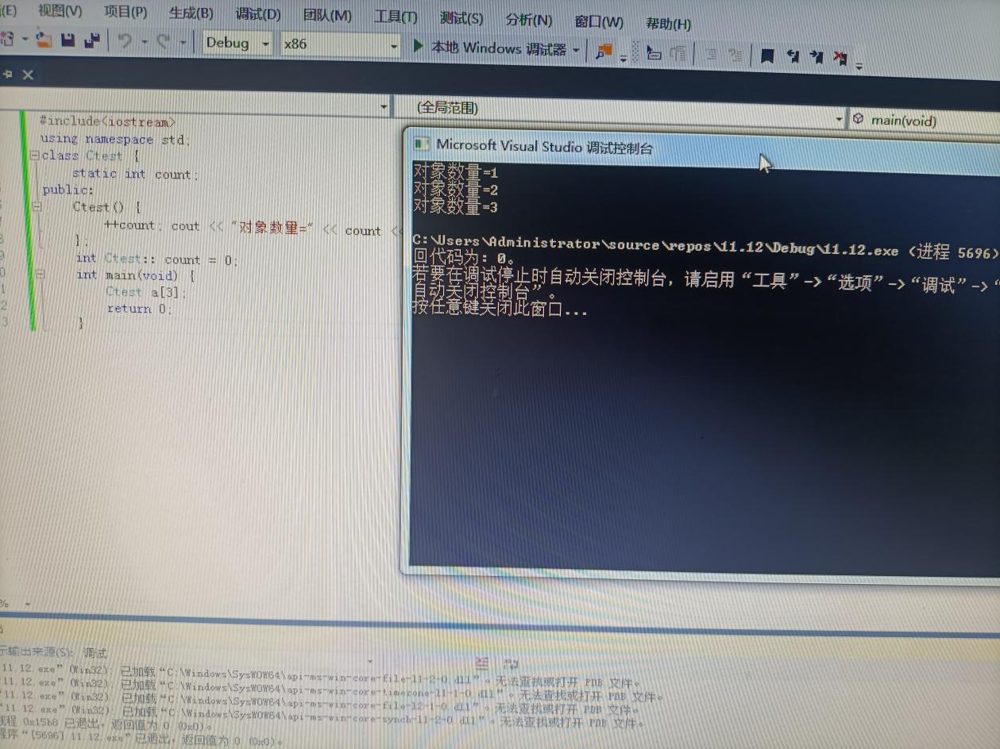 (E) 视图(V) 项目(P) 生成(B) 调试(D) 团队(M) 工具(T) 测试(S) 分析(N) 窗口(W) 帮助(H)
Debug x86 本地 Windows 调试器
(全局范围) main(void)
#include<iostream>
using namespace std;
class Ctest {
static int count;
public:
Ctest() {
++count; cout << "对象数量=" << count <<
};
int Ctest:: count = 0;
int main(void) {
Ctest a[3];
return 0;
}
Microsoft Visual Studio 调试控制台
对象数量=1
对象数量=2
对象数量=3
C:\Users\Administrator\source\repos\11.12\Debug\11.12.exe (进程 5696)
回代码为: 0。
若要在调试停止时自动关闭控制台，请启用“工具”->“选项”->“调试”->“
自动关闭控制台”。
按任意键关闭此窗口...
%
示输出来源(S): 调试
11.12.exe” (Win32): 已加载“C:\Windows\SysWOW64\api-ms-win-core-file-l1-2-0.dll”。无法查找或打开 PDB 文件。
“11.12.exe” (Win32): 已加载“C:\Windows\SysWOW64\api-ms-win-core-timezone-l1-1-0.dll”。无法查找或打开 PDB 文件。
“11.12.exe” (Win32): 已加载“C:\Windows\SysWOW64\api-ms-win-core-file-l2-1-0.dll”。无法查找或打开 PDB 文件。
“11.12.exe” (Win32): 已加载“C:\Windows\SysWOW64\api-ms-win-core-synch-l1-2-0.dll”。无法查找或打开 PDB 文件。
线程 0x15b8 已退出，返回值为 0 (0x0)。
程序“[5696] 11.12.exe”已退出，返回值为 0 (0x0)。